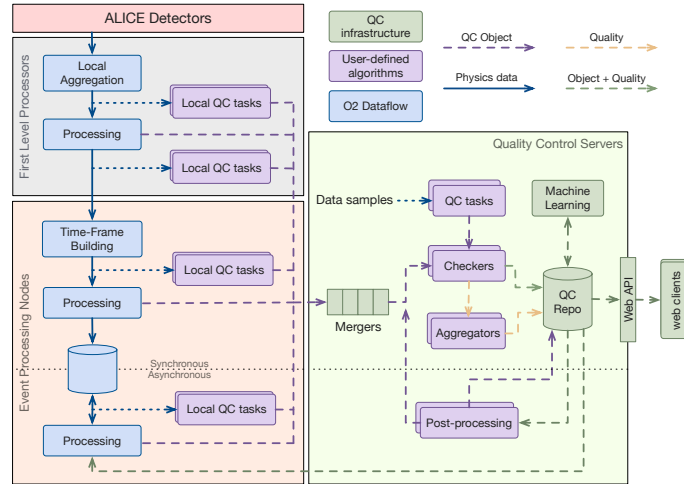 ALICE Detectors
First Level Processors
Local
Aggregation
Local QC tasks
Processing
Local QC tasks
Event Processing Nodes
Time-Frame
Building
Local QC tasks
Processing
Synchronous
Asynchronous
Local QC tasks
Processing
QC
infrastructure
User-defined
algorithms
O2 Dataflow
QC Object
Quality
Physics data
Object + Quality
Quality Control Servers
Data samples
QC tasks
Machine
Learning
Checkers
Mergers
Aggregators
QC
Repo
Web API
web clients
Post-processing